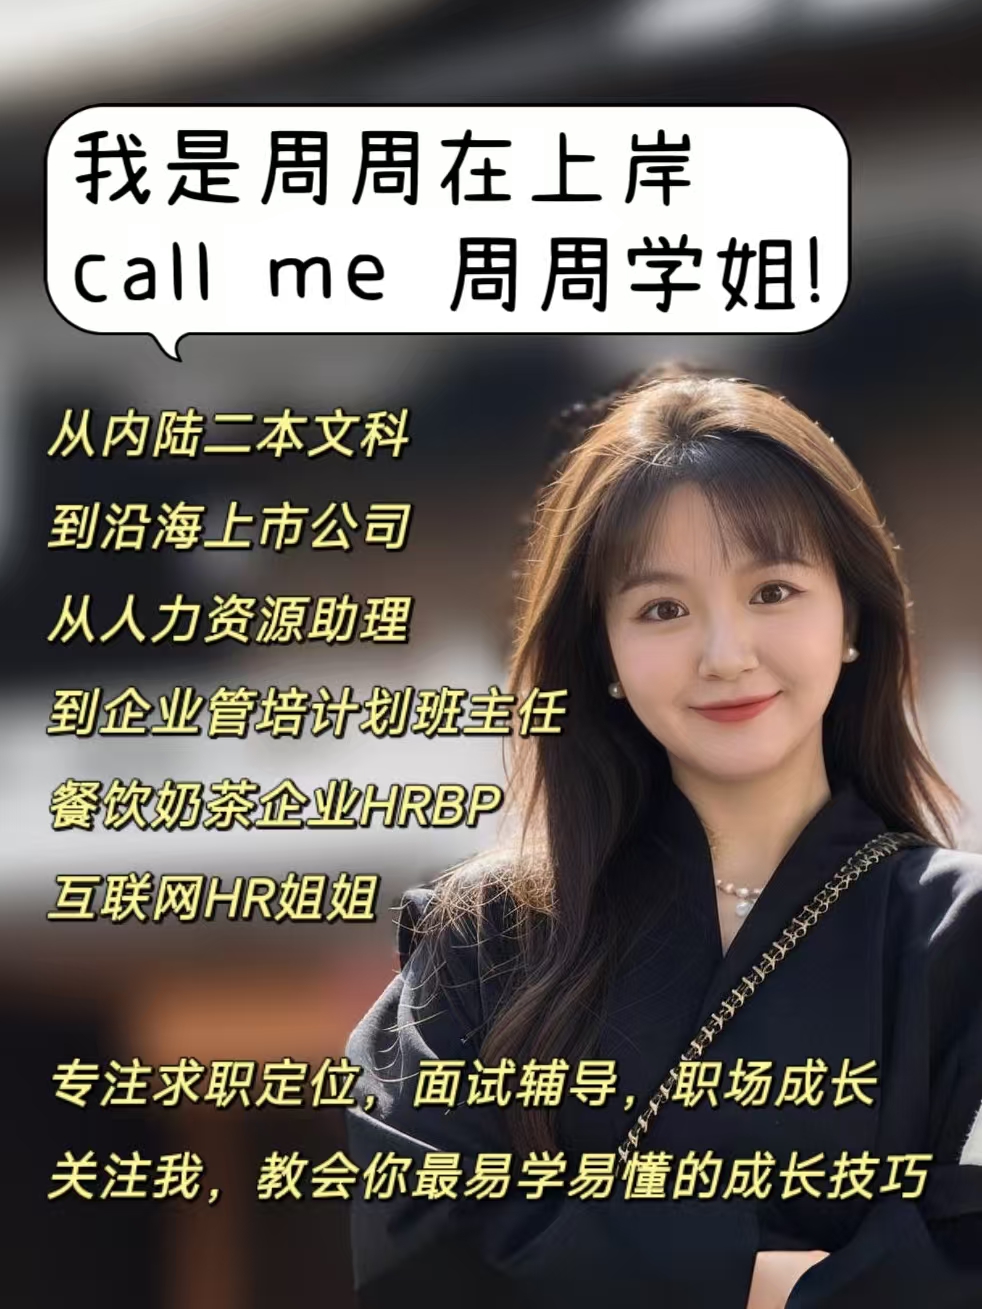 我是周周在上岸
call me 周周学姐!
从内陆二本文科
到沿海上市公司
从人力资源助理
到企业管培计划班主任
餐饮奶茶企业HRBP
互联网HR姐姐
专注求职定位，面试辅导，职场成长
关注我，教会你最易学易懂的成长技巧